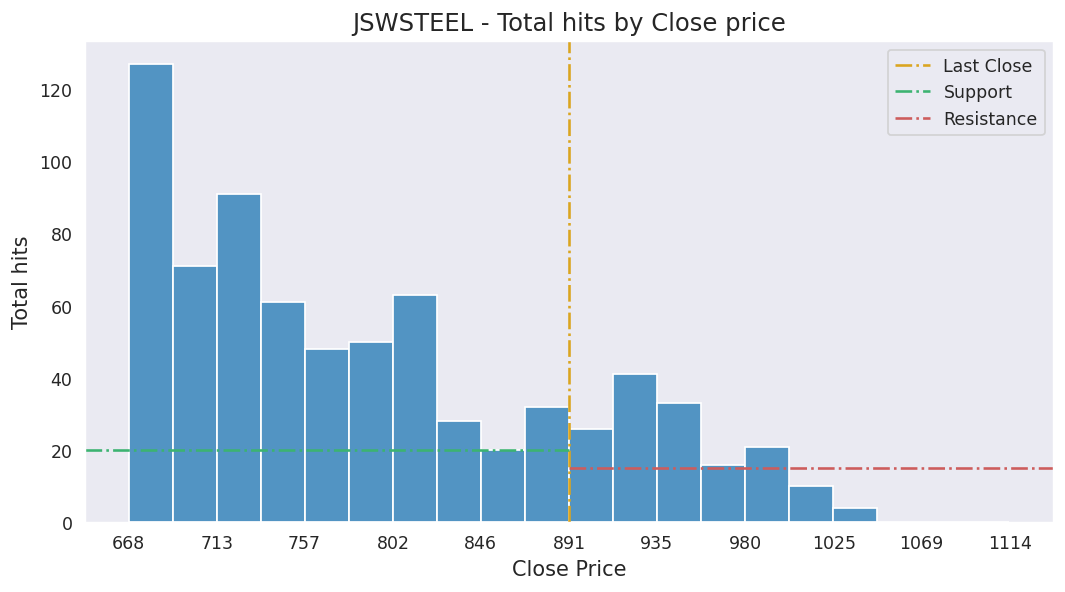 JSWSTEEL - Total hits by Close price
Last Close
Support
Resistance
Total hits
120
100
80
60
40
20
0
668 713 757 802 846 891 935 980 1025 1069 1114
Close Price